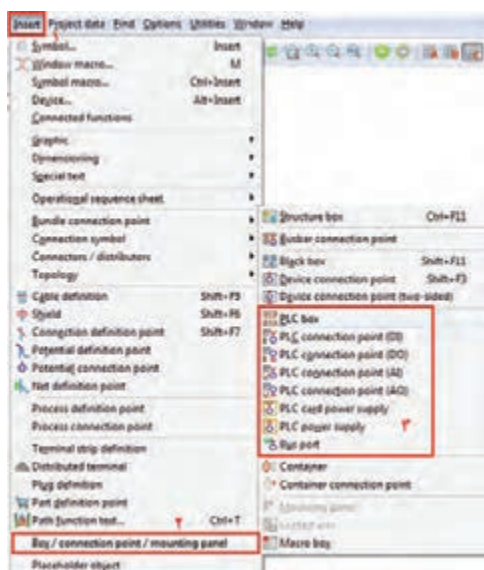 Insert Project data Find Options Utilities Window Help
۱
Symbol... Insert
Window macro... M
Symbol macro... Ctrl+Insert
Device... Alt+Insert
Connected functions
Graphic
Dimensioning
Special text
Operational sequence sheet
Bundle connection point
Connection symbol
Connectors / distributors
Topology
Cable definition Shift+F5
Shield Shift+F6
Connection definition point Shift+F7
Potential definition point
Potential connection point
Net definition point
Process definition point
Process connection point
Terminal strip definition
Distributed terminal
Plug definition
Part definition point
Path function text... Ctrl+T
۲
Box / connection point / mounting panel
Placeholder object
Structure box Ctrl+F11
Busbar connection point
Black box Shift+F11
Device connection point Shift+F3
Device connection point (two-sided)
PLC box
PLC connection point (DI)
PLC connection point (DO)
PLC connection point (AI)
PLC connection point (AO)
PLC card power supply
PLC power supply ۳
Bus port
Container
Container connection point
Mounting panel
Macro box